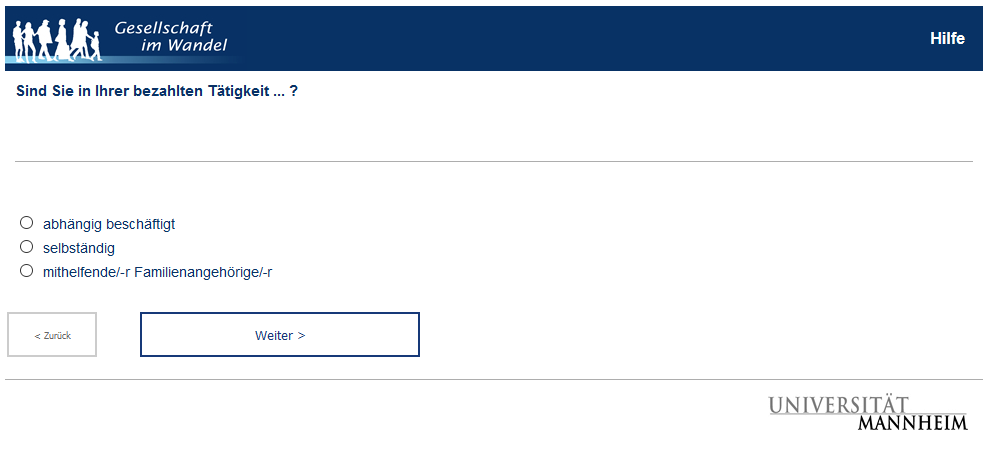 Gesellschaft
im Wandel
Hilfe
Sind Sie in Ihrer bezahlten Tätigkeit ... ?
abhängig beschäftigt
selbständig
mithelfende/-r Familienangehörige/-r
< Zurück
Weiter >
UNIVERSITÄT
MANNHEIM